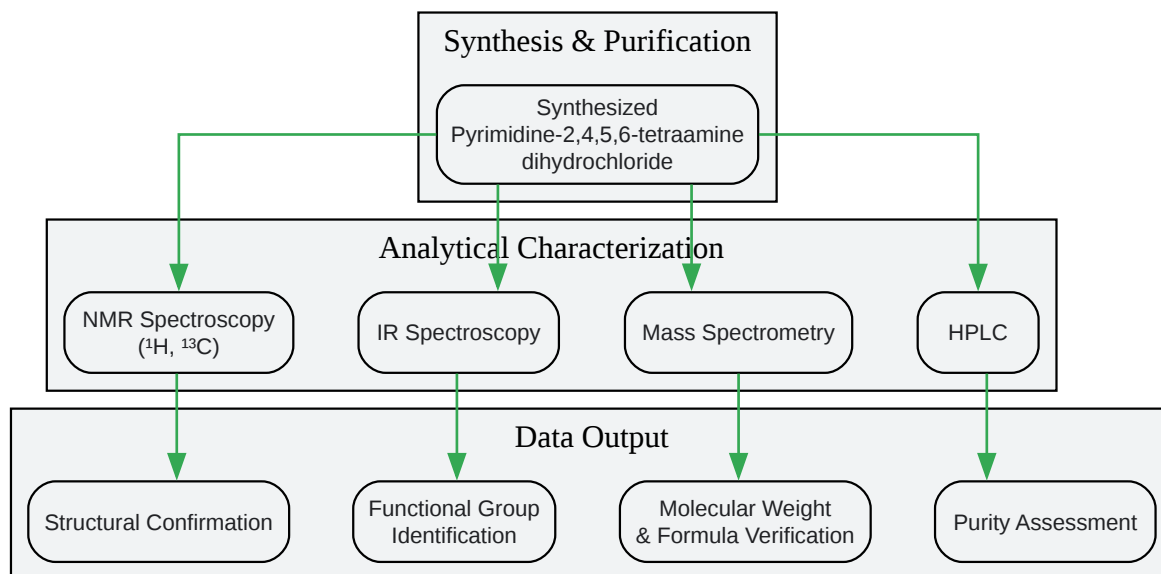 Synthesis & Purification
Synthesized
Pyrimidine-2,4,5,6-tetraamine
dihydrochloride
Analytical Characterization
NMR Spectroscopy
(¹H, ¹³C)
IR Spectroscopy
Mass Spectrometry
HPLC
Data Output
Structural Confirmation
Functional Group
Identification
Molecular Weight
& Formula Verification
Purity Assessment